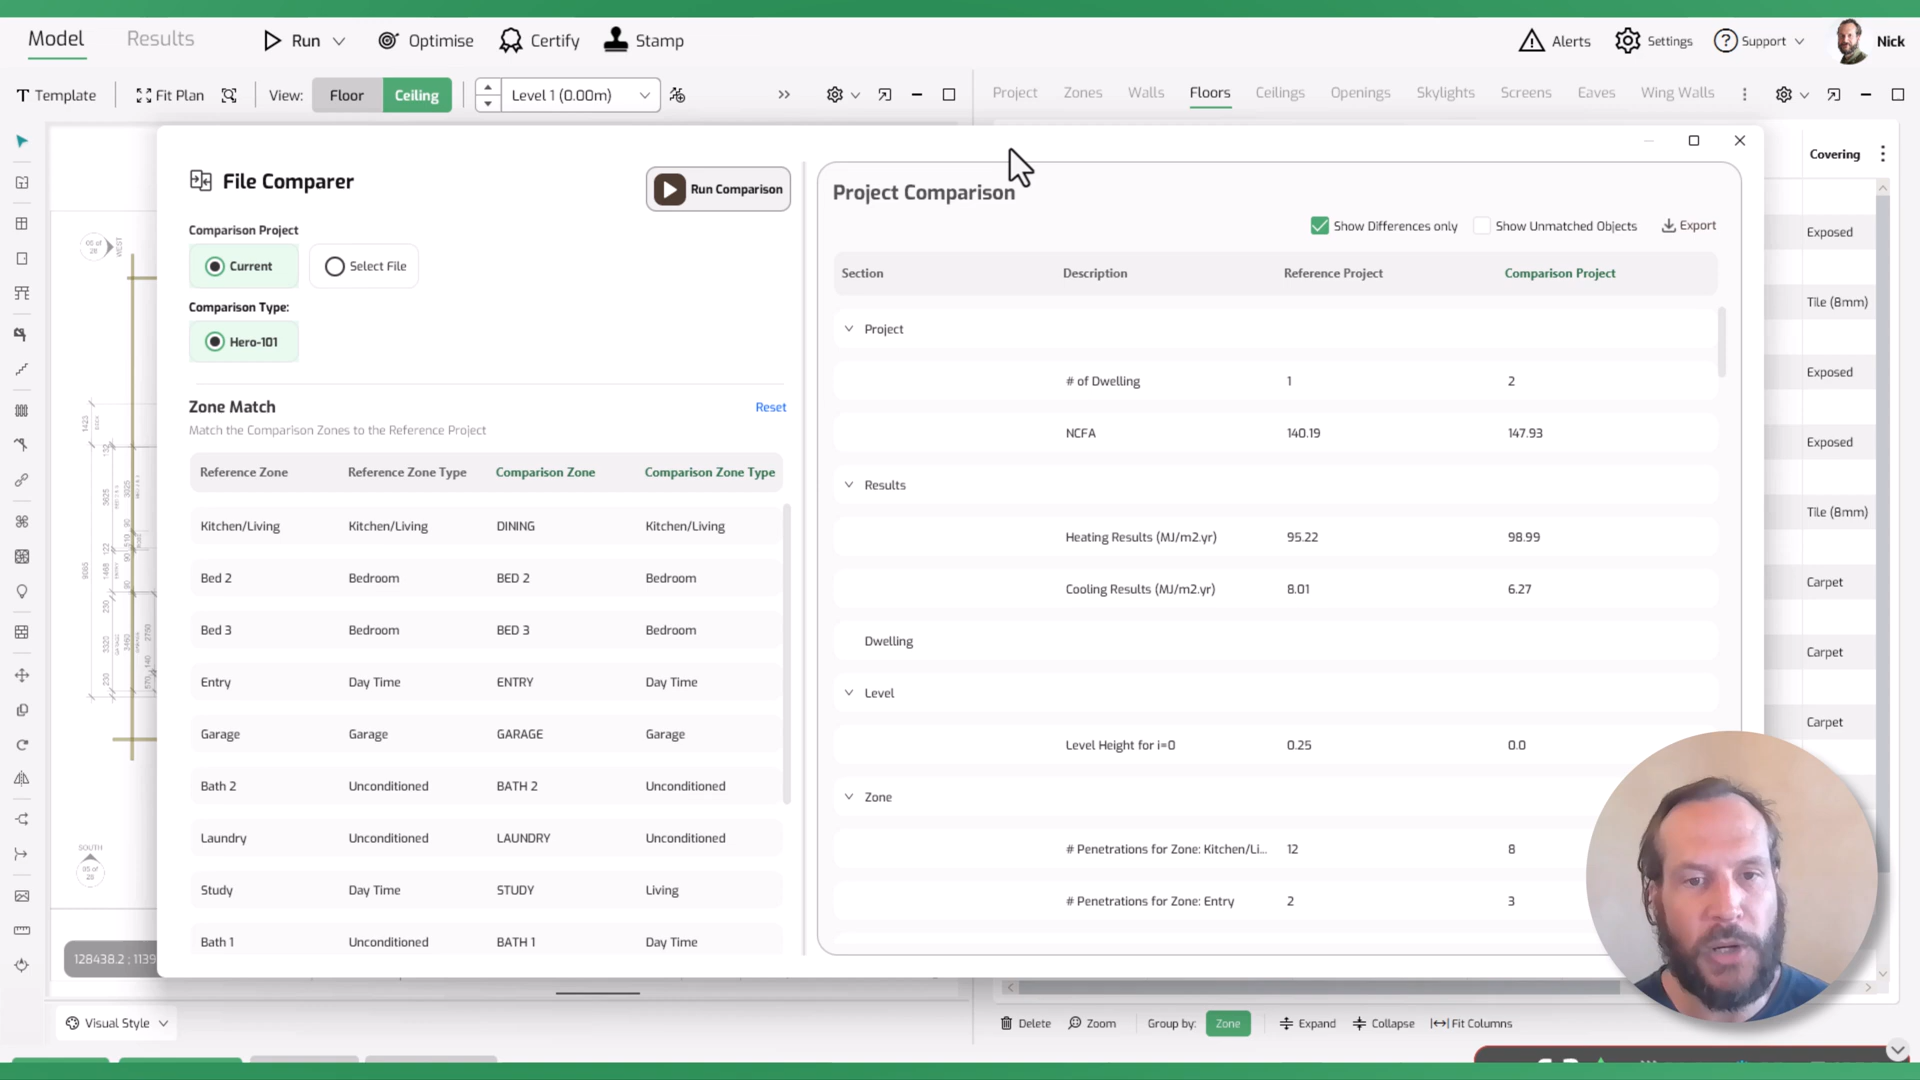 Model Results Run Optimise Certify Stamp Alerts Settings Support Nick
Template Fit Plan View: Floor Ceiling Level 1 (0.00m) Project Zones Walls Floors Ceilings Openings Skylights Screens Eaves Wing Walls
File Comparer Run Comparison
Comparison Project
Current Select File
Comparison Type:
Hero-101
Zone Match Reset
Match the Comparison Zones to the Reference Project
Reference Zone Reference Zone Type Comparison Zone Comparison Zone Type
Kitchen/Living Kitchen/Living DINING Kitchen/Living
Bed 2 Bedroom BED 2 Bedroom
Bed 3 Bedroom BED 3 Bedroom
Entry Day Time ENTRY Day Time
Garage Garage GARAGE Garage
Bath 2 Unconditioned BATH 2 Unconditioned
Laundry Unconditioned LAUNDRY Unconditioned
Study Day Time STUDY Living
Bath 1 Unconditioned BATH 1 Day Time
Project Comparison
Show Differences only Show Unmatched Objects Export
Section Description Reference Project Comparison Project
Project
# of Dwelling 1 2
NCFA 140.19 147.93
Results
Heating Results (MJ/m2.yr) 95.22 98.99
Cooling Results (MJ/m2.yr) 8.01 6.27
Dwelling
Level
Level Height for i=0 0.25 0.0
Zone
# Penetrations for Zone: Kitchen/Li... 12 8
# Penetrations for Zone: Entry 2 3
Covering
Exposed
Tile (8mm)
Exposed
Exposed
Tile (8mm)
Carpet
Carpet
Carpet
WEST
SOUTH
128438.2 ; 1139
Visual Style
Delete Zoom Group by: Zone Expand Collapse Fit Columns